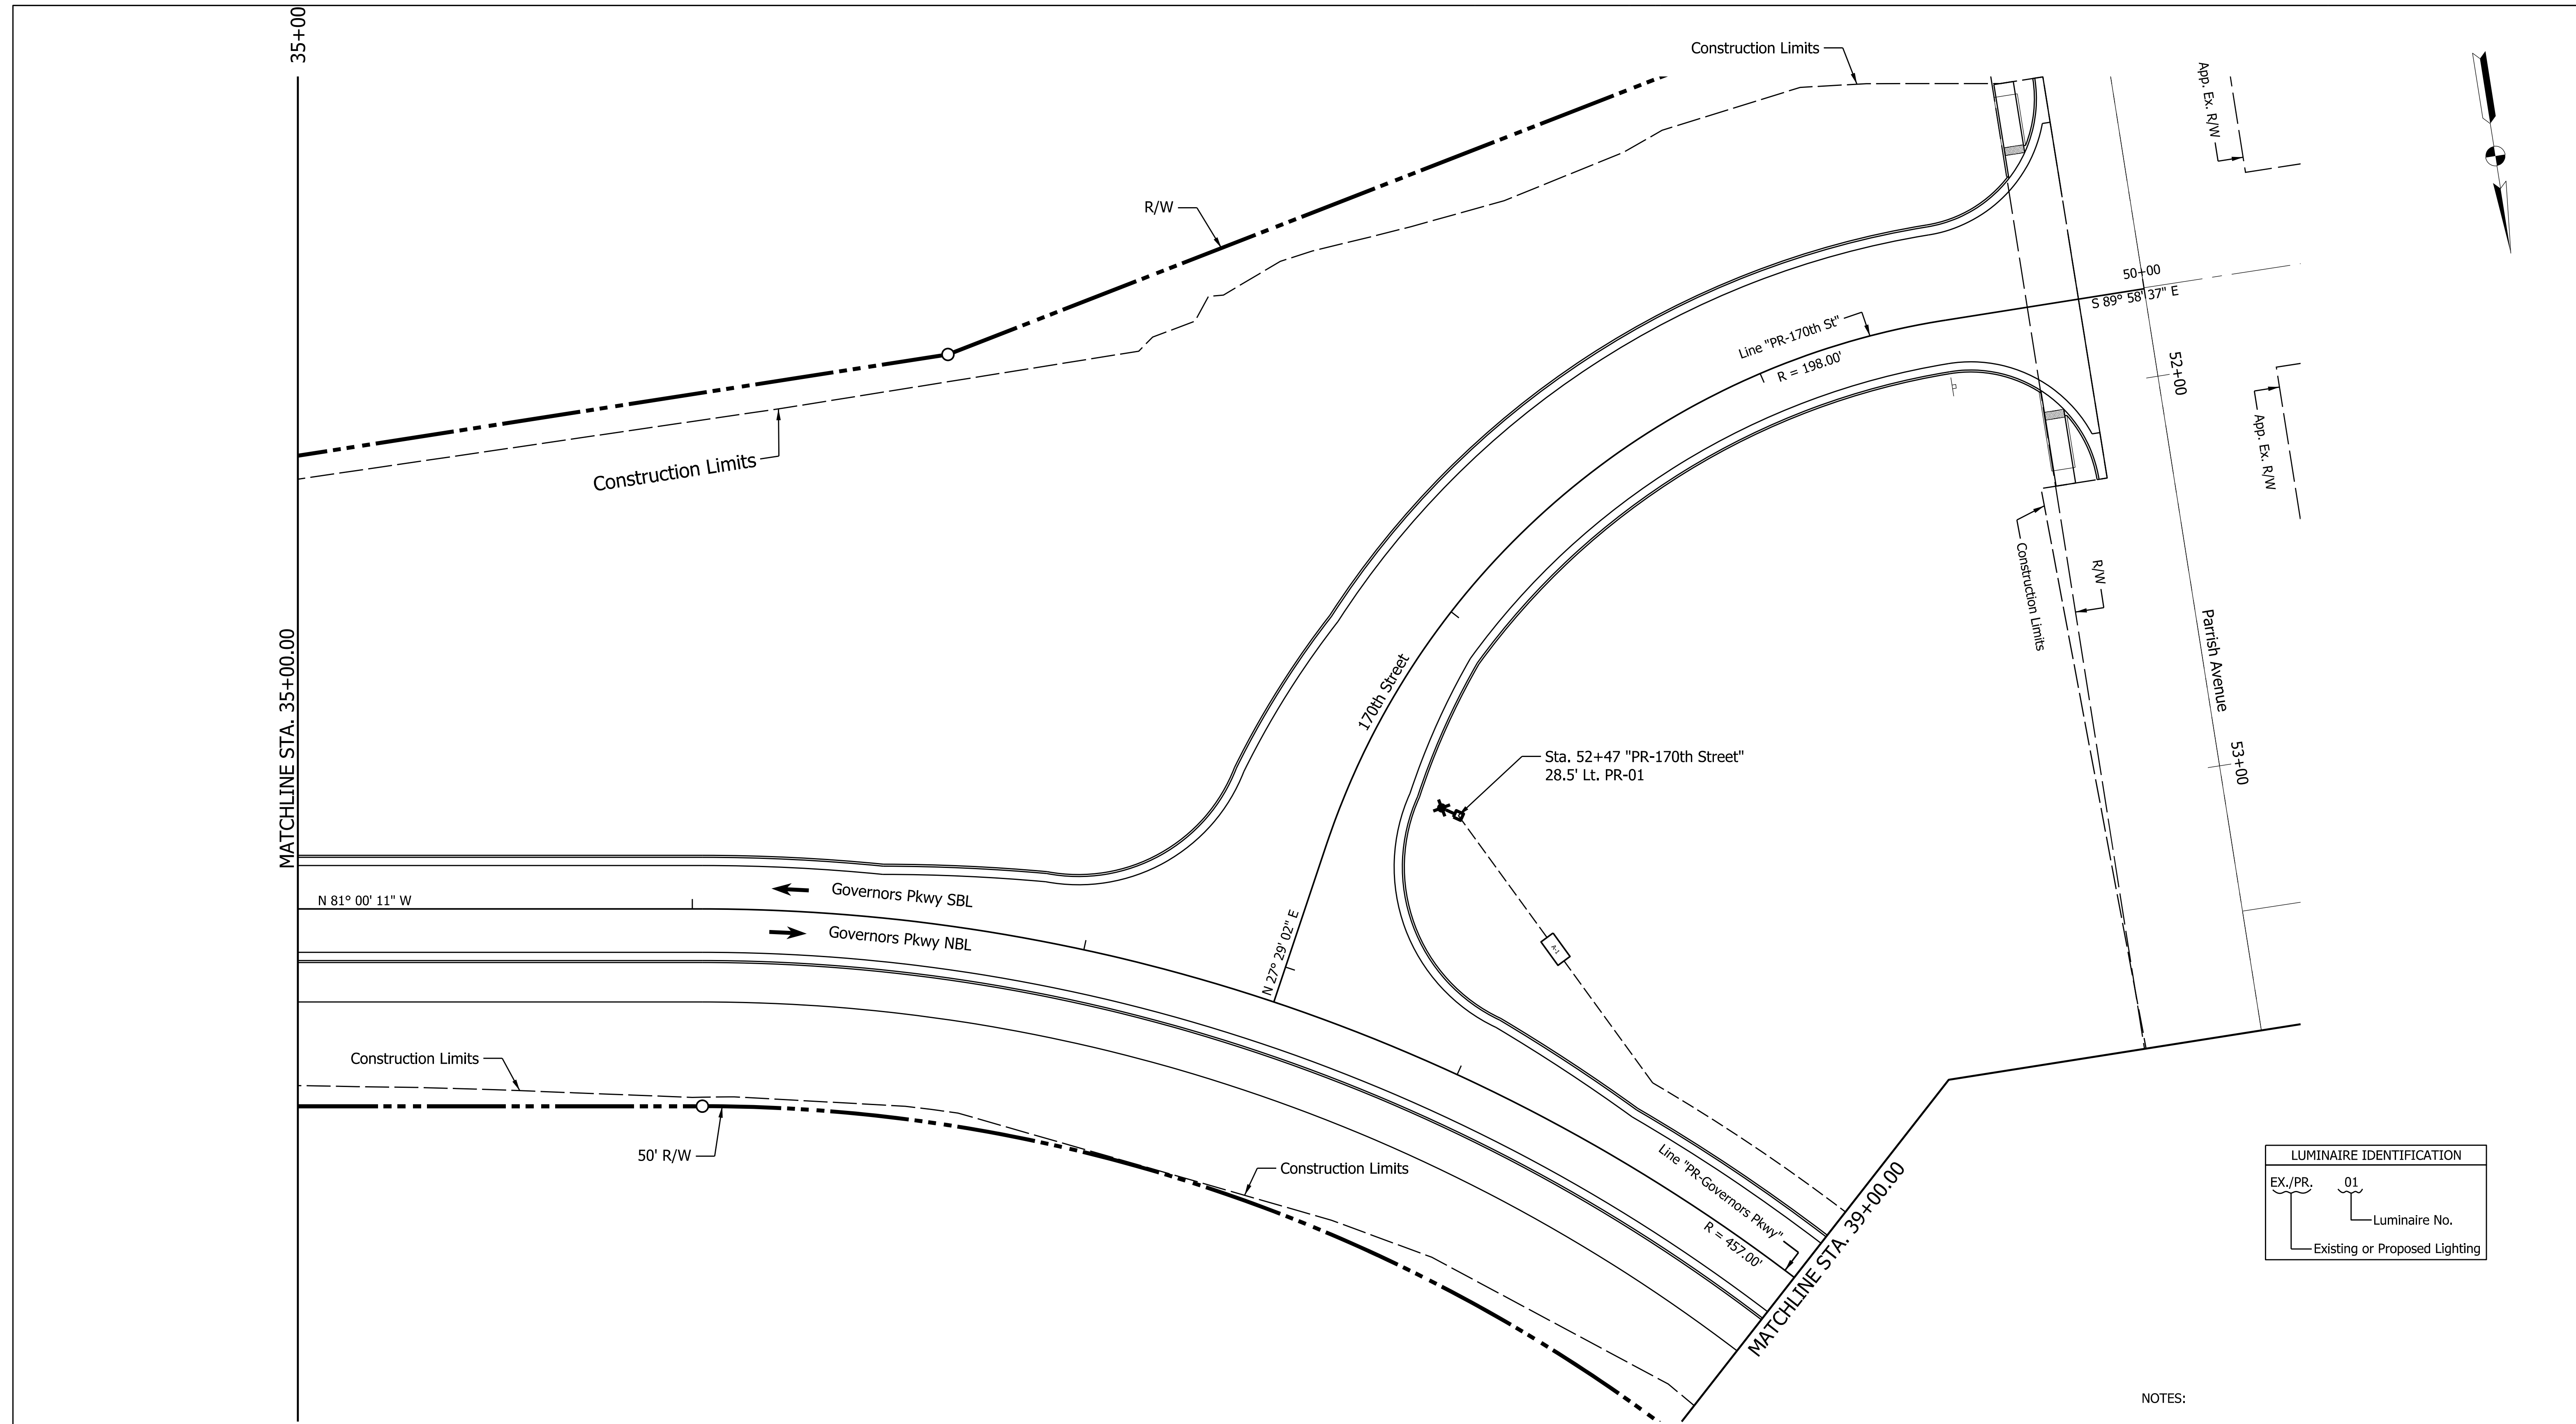 35+00
Construction Limits
App. Ex. R/W
R/W
50+00
S 89° 58' 37" E
Line "PR-170th St"
R = 198.00'
52+00
App. Ex. R/W
Construction Limits
Construction Limits
R/W
Parrish Avenue
MATCHLINE STA. 35+00.00
170th Street
Sta. 52+47 "PR-170th Street"
28.5' Lt. PR-01
53+00
N 81° 00' 11" W
Governors Pkwy SBL
Governors Pkwy NBL
N 27° 29' 02" E
A-1
Construction Limits
50' R/W
Construction Limits
Line "PR-Governors Pkwy"
R = 457.00'
MATCHLINE STA. 39+00.00
LUMINAIRE IDENTIFICATION
EX./PR. 01
Luminaire No.
Existing or Proposed Lighting
NOTES: